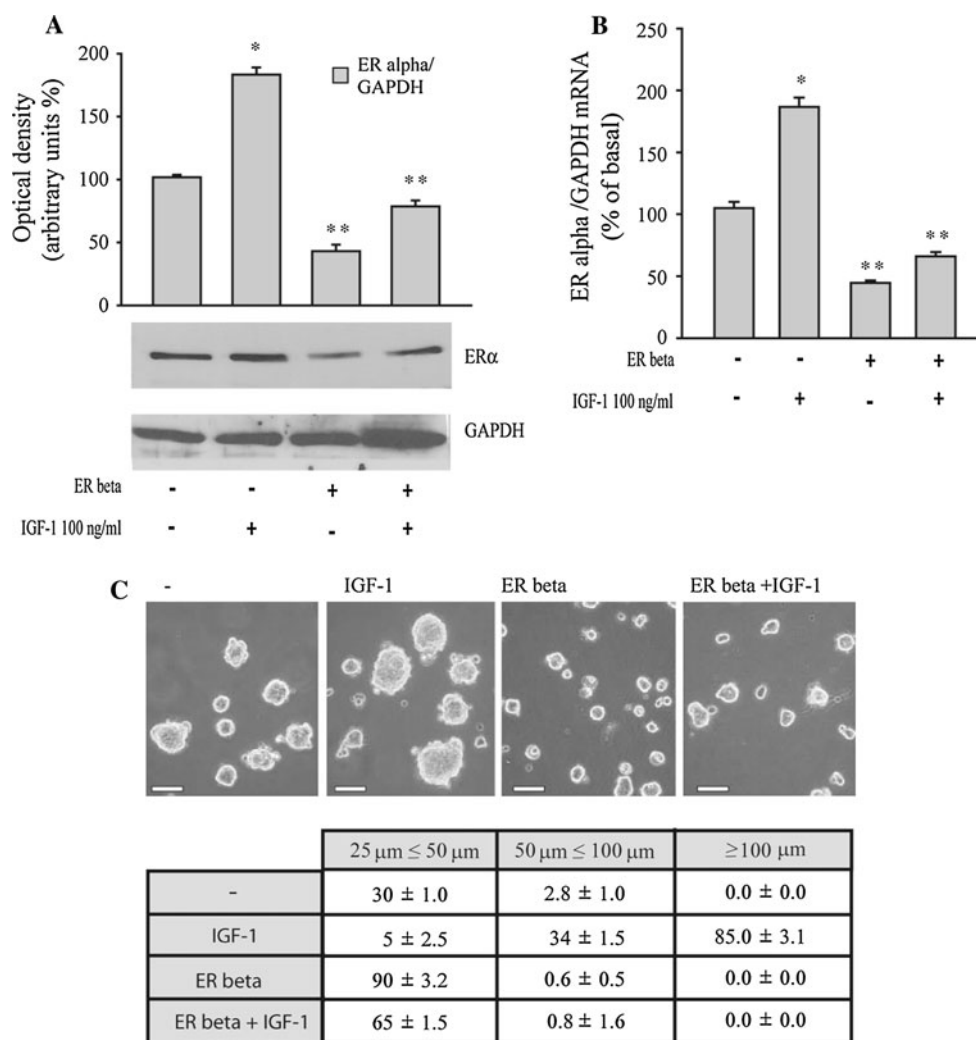 A
Optical density
(arbitrary units %)
200
150
100
50
0
*
**
**
ER alpha/
GAPDH
ERα
GAPDH
ER beta - - + +
IGF-1 100 ng/ml - + - +
B
ER alpha /GAPDH mRNA
(% of basal)
250
200
150
100
50
0
*
**
**
ER beta - - + +
IGF-1 100 ng/ml - + - +
C
- IGF-1 ER beta ER beta +IGF-1
25 µm ≤ 50 µm 50 µm ≤ 100 µm ≥100 µm
- 30 ± 1.0 2.8 ± 1.0 0.0 ± 0.0
IGF-1 5 ± 2.5 34 ± 1.5 85.0 ± 3.1
ER beta 90 ± 3.2 0.6 ± 0.5 0.0 ± 0.0
ER beta + IGF-1 65 ± 1.5 0.8 ± 1.6 0.0 ± 0.0